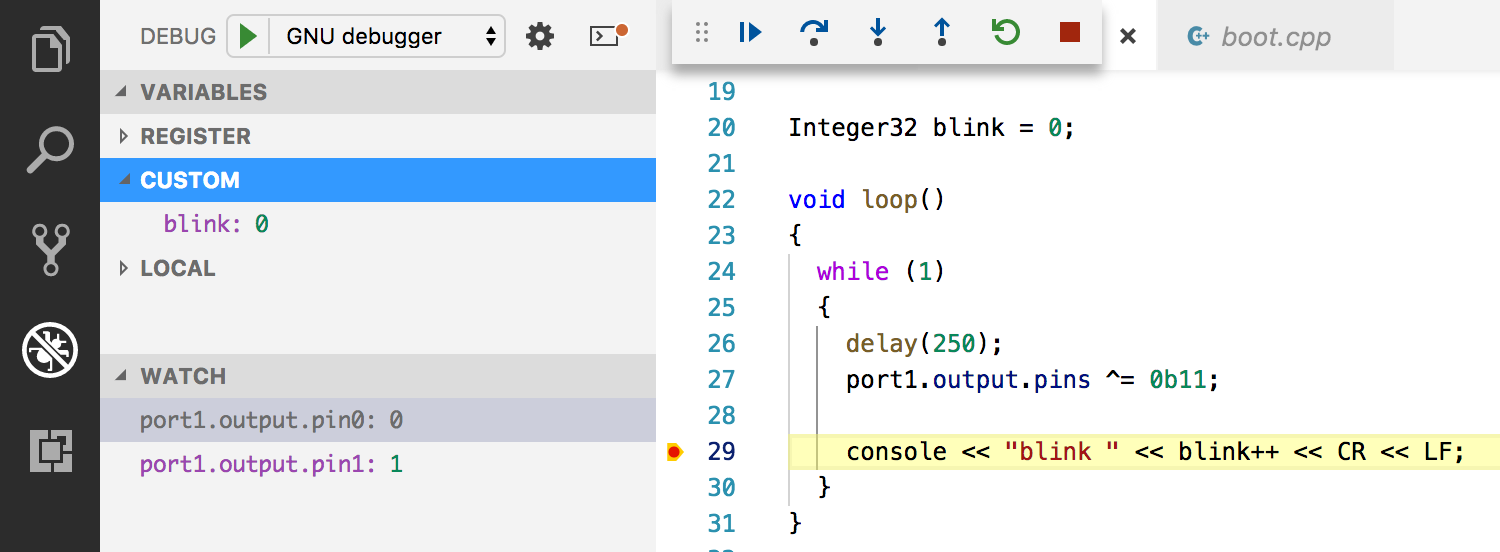 DEBUG GNU debugger
VARIABLES
REGISTER
CUSTOM
blink: 0
LOCAL
WATCH
port1.output.pin0: 0
port1.output.pin1: 1
boot.cpp
19
20 Integer32 blink = 0;
21
22 void loop()
23 {
24 while (1)
25 {
26 delay(250);
27 port1.output.pins ^= 0b11;
28
29 console << "blink " << blink++ << CR << LF;
30 }
31 }